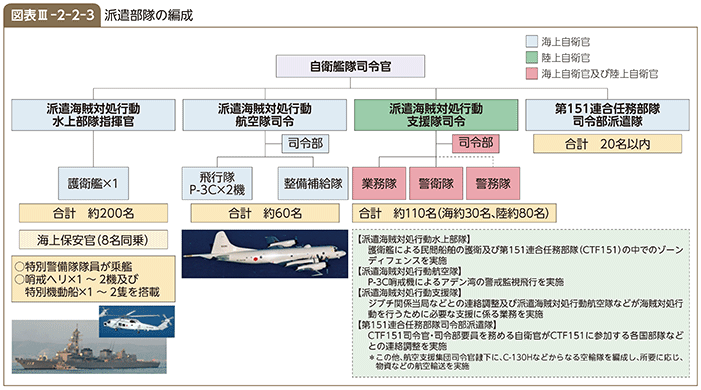 図表Ⅲ-2-2-3 派遣部隊の編成
海上自衛官
陸上自衛官
海上自衛官及び陸上自衛官
自衛艦隊司令官
派遣海賊対処行動
水上部隊指揮官
派遣海賊対処行動
航空隊司令
派遣海賊対処行動
支援隊司令
第151連合任務部隊
司令部派遣隊
司令部
司令部
合計 20名以内
護衛艦×1
飛行隊
P-3C×2機
整備補給隊
業務隊
警衛隊
警務隊
合計 約200名
合計 約60名
合計 約110名(海約30名、陸約80名)
海上保安官(8名同乗)
○特別警備隊隊員が乗艦
○哨戒ヘリ×1 ～ 2機及び
特別機動船×1 ～ 2隻を搭載
【派遣海賊対処行動水上部隊】
護衛艦による民間船舶の護衛及び第151連合任務部隊(CTF151)の中でのゾーン
ディフェンスを実施
【派遣海賊対処行動航空隊】
P-3C哨戒機によるアデン湾の警戒監視飛行を実施
【派遣海賊対処行動支援隊】
ジブチ関係当局などとの連絡調整及び派遣海賊対処行動航空隊などが海賊対処行
動を行うために必要な支援に係る業務を実施
【第151連合任務部隊司令部派遣隊】
CTF151司令官・司令部要員を務める自衛官がCTF151に参加する各国部隊など
との連絡調整を実施
＊この他、航空支援集団司令官隷下に、C-130Hなどからなる空輸隊を編成し、所要に応じ、
物資などの航空輸送を実施